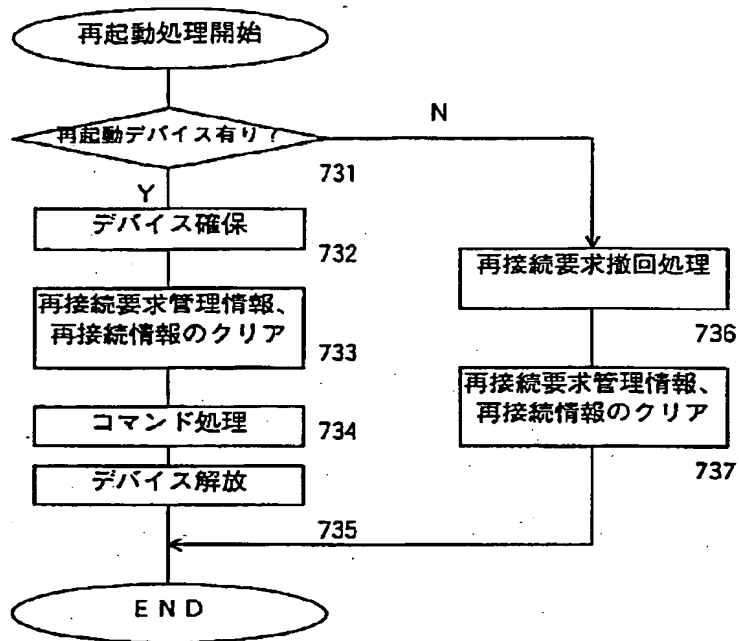 再起動処理開始
再起動デバイス有り?
N
731
Y
デバイス確保
732
再接続要求管理情報、
再接続情報のクリア
733
コマンド処理
734
デバイス解放
735
再接続要求撤回処理
736
再接続要求管理情報、
再接続情報のクリア
737
END